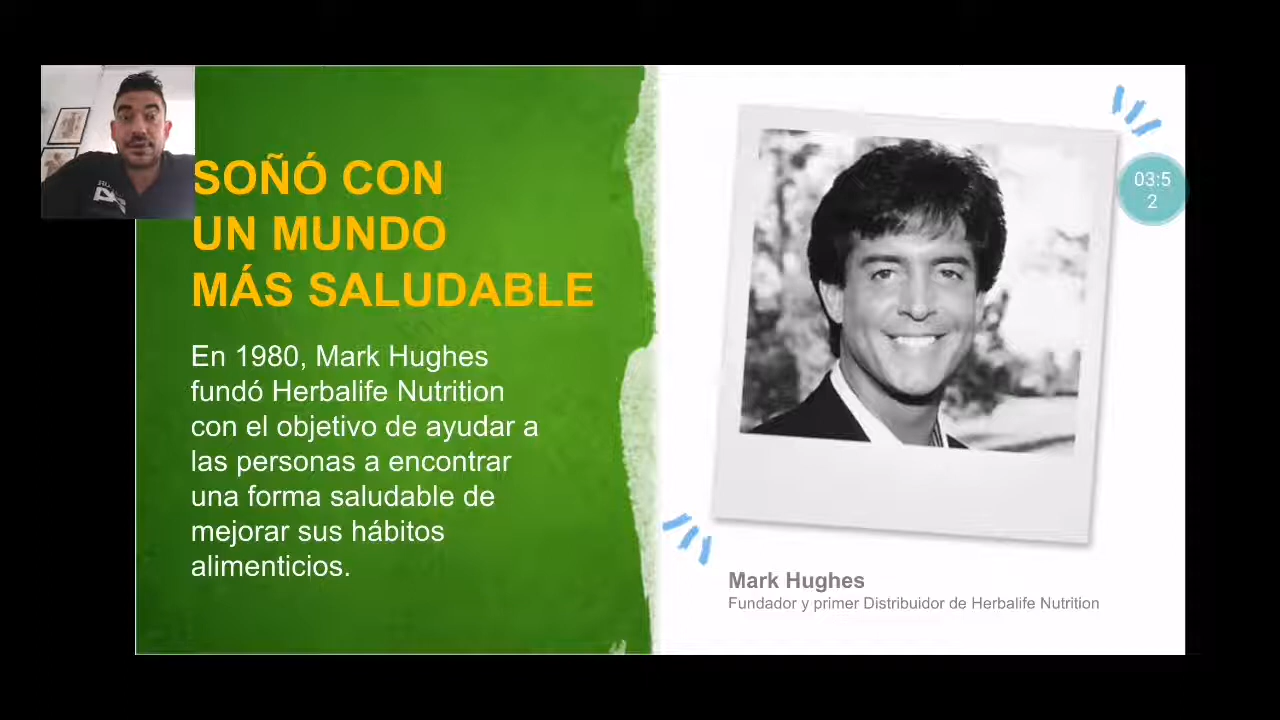 SOÑÓ CON
UN MUNDO
MÁS SALUDABLE
En 1980, Mark Hughes
fundó Herbalife Nutrition
con el objetivo de ayudar a
las personas a encontrar
una forma saludable de
mejorar sus hábitos
alimenticios.
03:5
2
Mark Hughes
Fundador y primer Distribuidor de Herbalife Nutrition